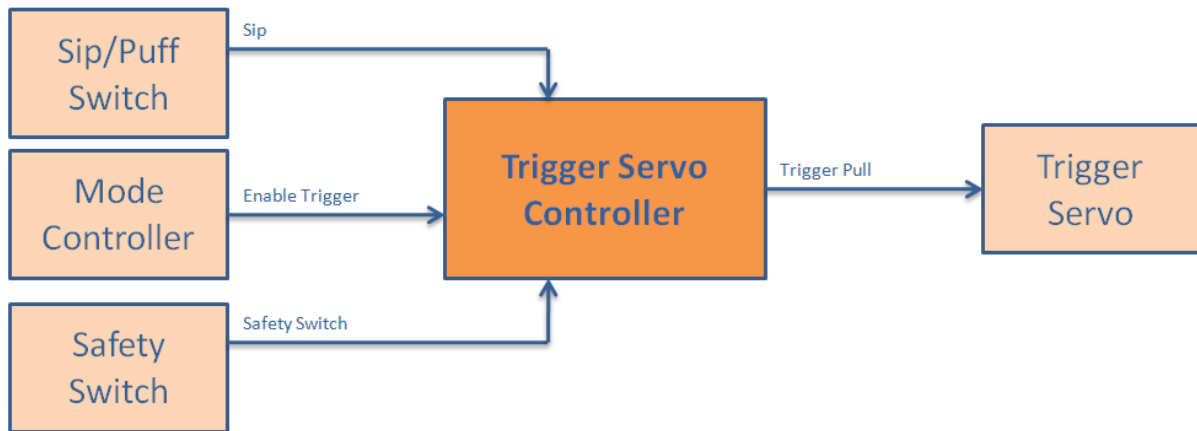 Sip/Puff
Switch
Sip
Mode
Controller
Enable Trigger
Safety
Switch
Safety Switch
Trigger Servo
Controller
Trigger Pull
Trigger
Servo